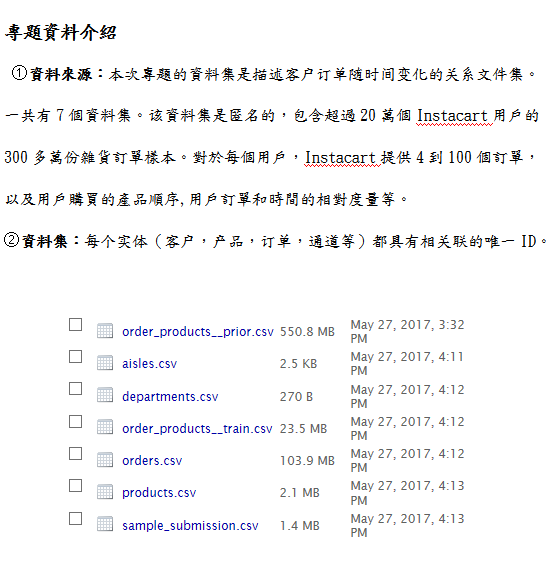 專題資料介紹
①資料來源：本次專題的資料集是描述客户订单随时间变化的关系文件集。
一共有 7 個資料集。该資料集是匿名的，包含超過 20 萬個 Instacart 用戶的
300 多萬份雜貨訂單樣本。對於每個用戶，Instacart 提供 4 到 100 個訂單，
以及用戶購買的產品順序,用戶訂單和時間的相對度量等。
②資料集：每个实体（客户，产品，订单，通道等）都具有相关联的唯一 ID。
order_products__prior.csv 550.8 MB May 27, 2017, 3:32 PM
aisles.csv 2.5 KB May 27, 2017, 4:11 PM
departments.csv 270 B May 27, 2017, 4:12 PM
order_products__train.csv 23.5 MB May 27, 2017, 4:12 PM
orders.csv 103.9 MB May 27, 2017, 4:12 PM
products.csv 2.1 MB May 27, 2017, 4:13 PM
sample_submission.csv 1.4 MB May 27, 2017, 4:13 PM